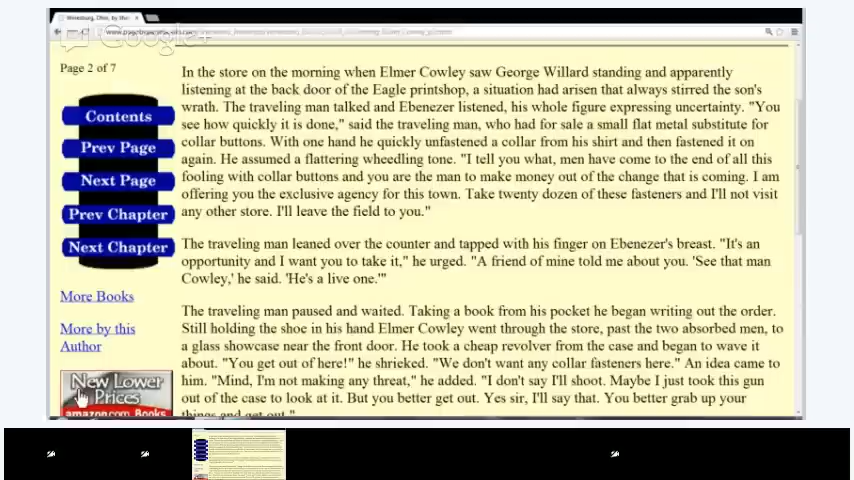 Winesburg, Ohio, by Sher
Google+
Page 2 of 7
Contents
Prev Page
Next Page
Prev Chapter
Next Chapter
More Books
More by this
Author
New Lower
Prices
amazon.com Books
In the store on the morning when Elmer Cowley saw George Willard standing and apparently
listening at the back door of the Eagle printshop, a situation had arisen that always stirred the son's
wrath. The traveling man talked and Ebenezer listened, his whole figure expressing uncertainty. "You
see how quickly it is done," said the traveling man, who had for sale a small flat metal substitute for
collar buttons. With one hand he quickly unfastened a collar from his shirt and then fastened it on
again. He assumed a flattering wheedling tone. "I tell you what, men have come to the end of all this
fooling with collar buttons and you are the man to make money out of the change that is coming. I am
offering you the exclusive agency for this town. Take twenty dozen of these fasteners and I'll not visit
any other store. I'll leave the field to you."
The traveling man leaned over the counter and tapped with his finger on Ebenezer's breast. "It's an
opportunity and I want you to take it," he urged. "A friend of mine told me about you. 'See that man
Cowley,' he said. 'He's a live one.'"
The traveling man paused and waited. Taking a book from his pocket he began writing out the order.
Still holding the shoe in his hand Elmer Cowley went through the store, past the two absorbed men, to
a glass showcase near the front door. He took a cheap revolver from the case and began to wave it
about. "You get out of here!" he shrieked. "We don't want any collar fasteners here." An idea came to
him. "Mind, I'm not making any threat," he added. "I don't say I'll shoot. Maybe I just took this gun
out of the case to look at it. But you better get out. Yes sir, I'll say that. You better grab up your
things and get out."